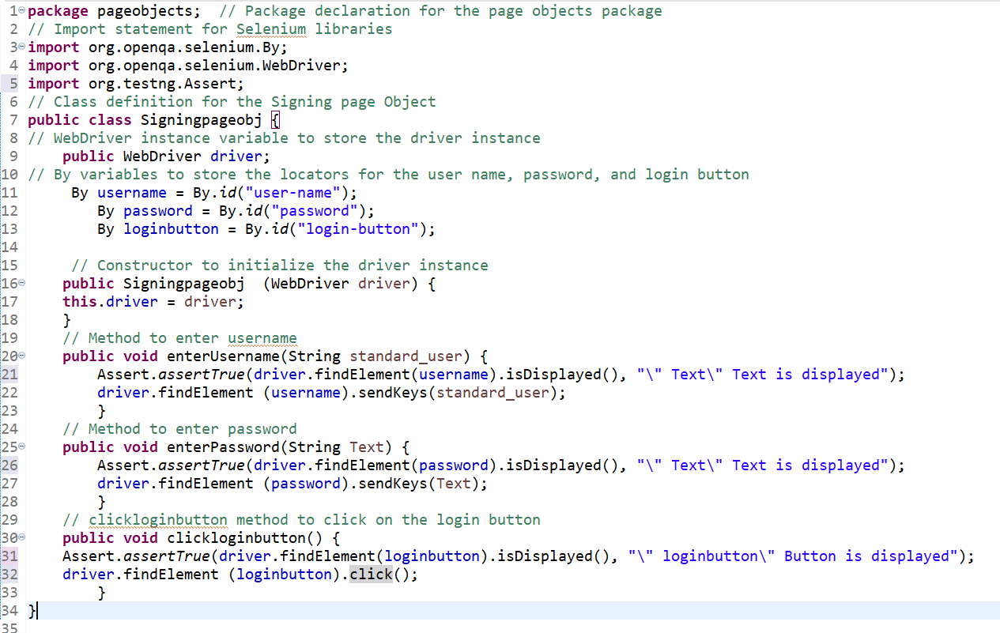 1 package pageobjects;  // Package declaration for the page objects package
2 // Import statement for Selenium libraries
3 import org.openqa.selenium.By;
4 import org.openqa.selenium.WebDriver;
5 import org.testng.Assert;
6 // Class definition for the Signing page Object
7 public class Signingpageobj {
8 // WebDriver instance variable to store the driver instance
9     public WebDriver driver;
10 // By variables to store the locators for the user name, password, and login button
11      By username = By.id("user-name");
12         By password = By.id("password");
13         By loginbutton = By.id("login-button");
14
15      // Constructor to initialize the driver instance
16     public Signingpageobj  (WebDriver driver) {
17     this.driver = driver;
18     }
19     // Method to enter username
20     public void enterUsername(String standard_user) {
21         Assert.assertTrue(driver.findElement(username).isDisplayed(), "\" Text\" Text is displayed");
22         driver.findElement (username).sendKeys(standard_user);
23         }
24     // Method to enter password
25     public void enterPassword(String Text) {
26         Assert.assertTrue(driver.findElement(password).isDisplayed(), "\" Text\" Text is displayed");
27         driver.findElement (password).sendKeys(Text);
28         }
29     // clickloginbutton method to click on the login button
30     public void clickloginbutton() {
31     Assert.assertTrue(driver.findElement(loginbutton).isDisplayed(), "\" loginbutton\" Button is displayed");
32     driver.findElement (loginbutton).click();
33         }
34 }
35